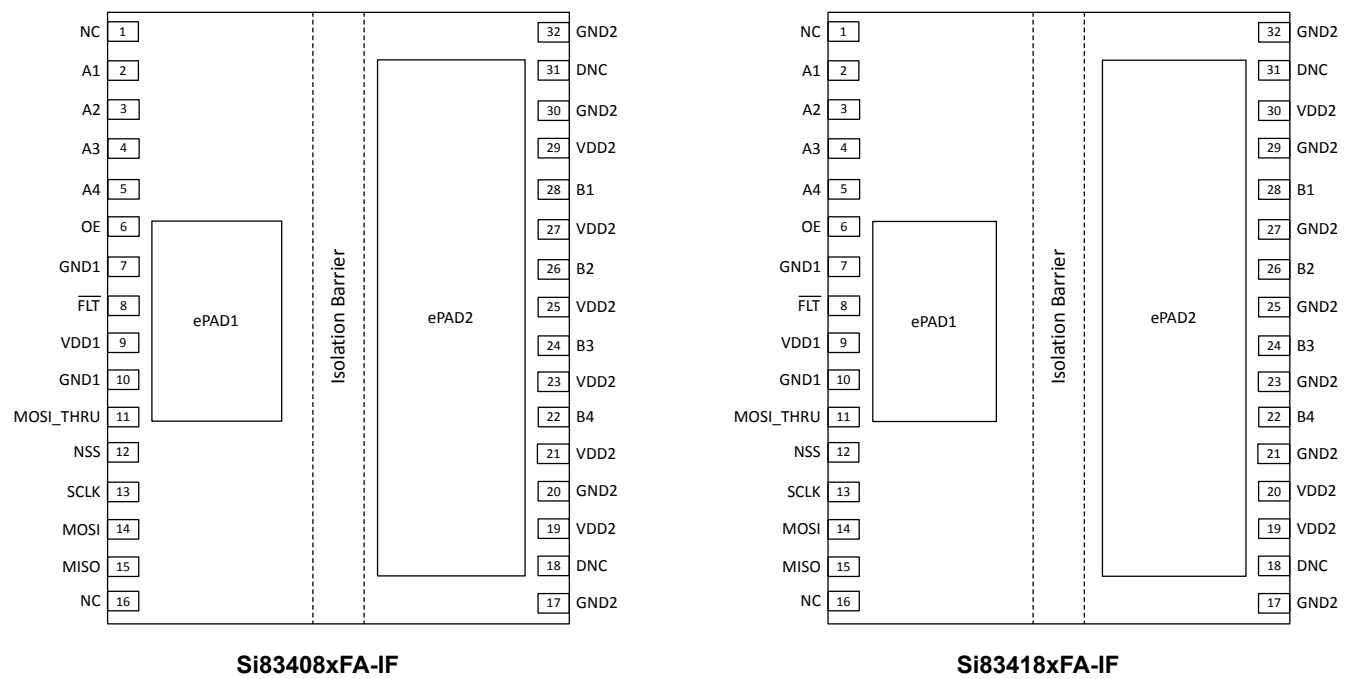 NC 1
A1 2
A2 3
A3 4
A4 5
OE 6
GND1 7
FLT 8
VDD1 9
GND1 10
MOSI_THRU 11
NSS 12
SCLK 13
MOSI 14
MISO 15
NC 16
ePAD1
Isolation Barrier
ePAD2
32 GND2
31 DNC
30 GND2
29 VDD2
28 B1
27 VDD2
26 B2
25 VDD2
24 B3
23 VDD2
22 B4
21 VDD2
20 GND2
19 VDD2
18 DNC
17 GND2
Si83408xFA-IF
NC 1
A1 2
A2 3
A3 4
A4 5
OE 6
GND1 7
FLT 8
VDD1 9
GND1 10
MOSI_THRU 11
NSS 12
SCLK 13
MOSI 14
MISO 15
NC 16
ePAD1
Isolation Barrier
ePAD2
32 GND2
31 DNC
30 VDD2
29 GND2
28 B1
27 GND2
26 B2
25 GND2
24 B3
23 GND2
22 B4
21 GND2
20 VDD2
19 VDD2
18 DNC
17 GND2
Si83418xFA-IF